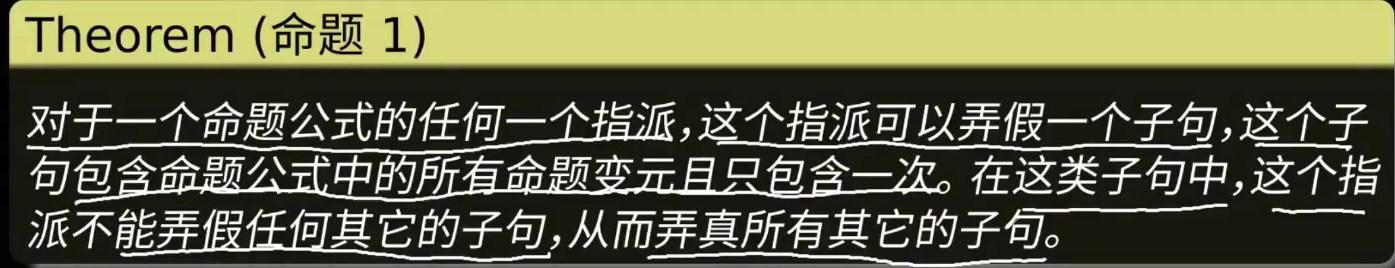 Theorem (命题 1)
对于一个命题公式的任何一个指派,这个指派可以弄假一个子句,这个子
句包含命题公式中的所有命题变元且只包含一次。在这类子句中,这个指
派不能弄假任何其它的子句,从而弄真所有其它的子句。